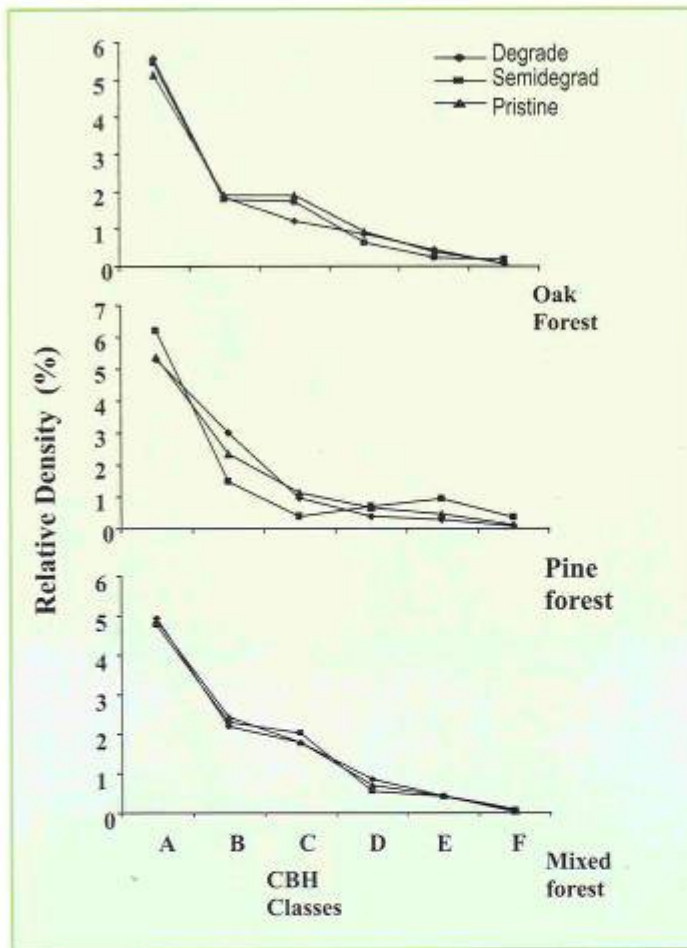 6
5
4
3
2
1
0
Degrade
Semidegrad
Pristine
Oak
Forest
Relative Density (%)
7
6
5
4
3
2
1
0
Pine
forest
6
5
4
3
2
1
0
A B C D E F
CBH
Classes
Mixed
forest